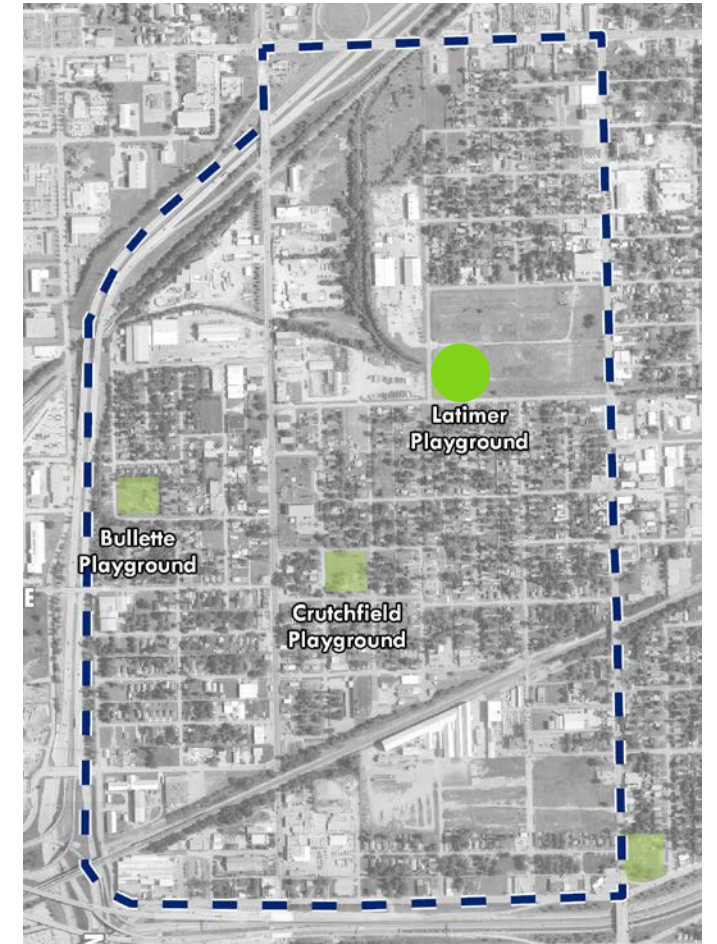 Latimer
Playground
Bullette
Playground
E
Crutchfield
Playground
N